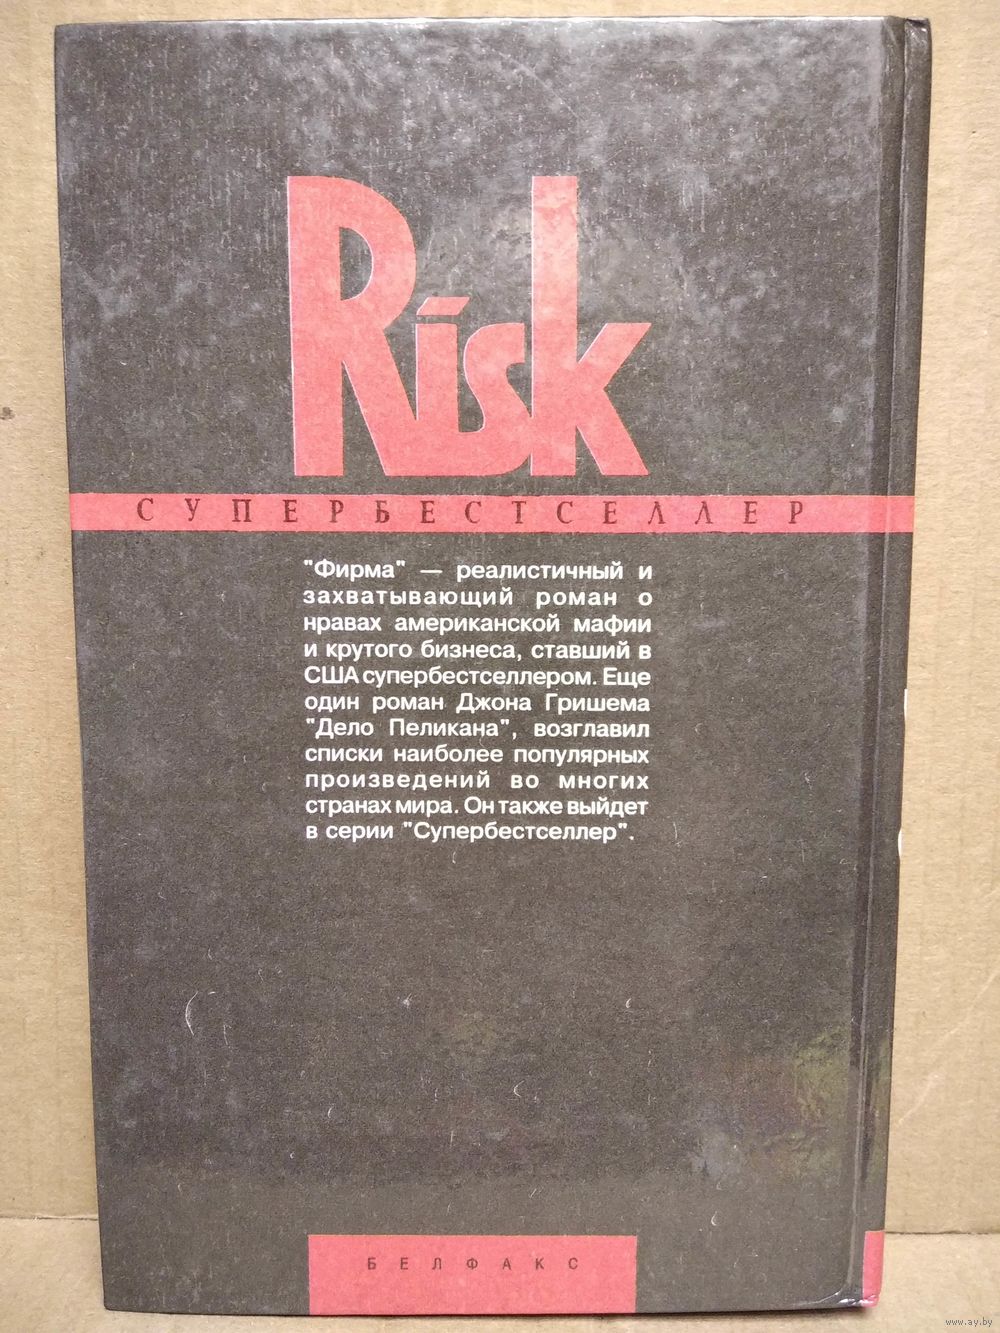 Risk
СУПЕРБЕСТСЕЛЛЕР
"Фирма" — реалистичный и
захватывающий роман о
нравах американской мафии
и крутого бизнеса, ставший в
США супербестселлером. Еще
один роман Джона Гришема
"Дело Пеликана", возглавил
списки наиболее популярных
произведений во многих
странах мира. Он также выйдет
в серии "Супербестселлер".
БЕЛФАКС
www.ay.by